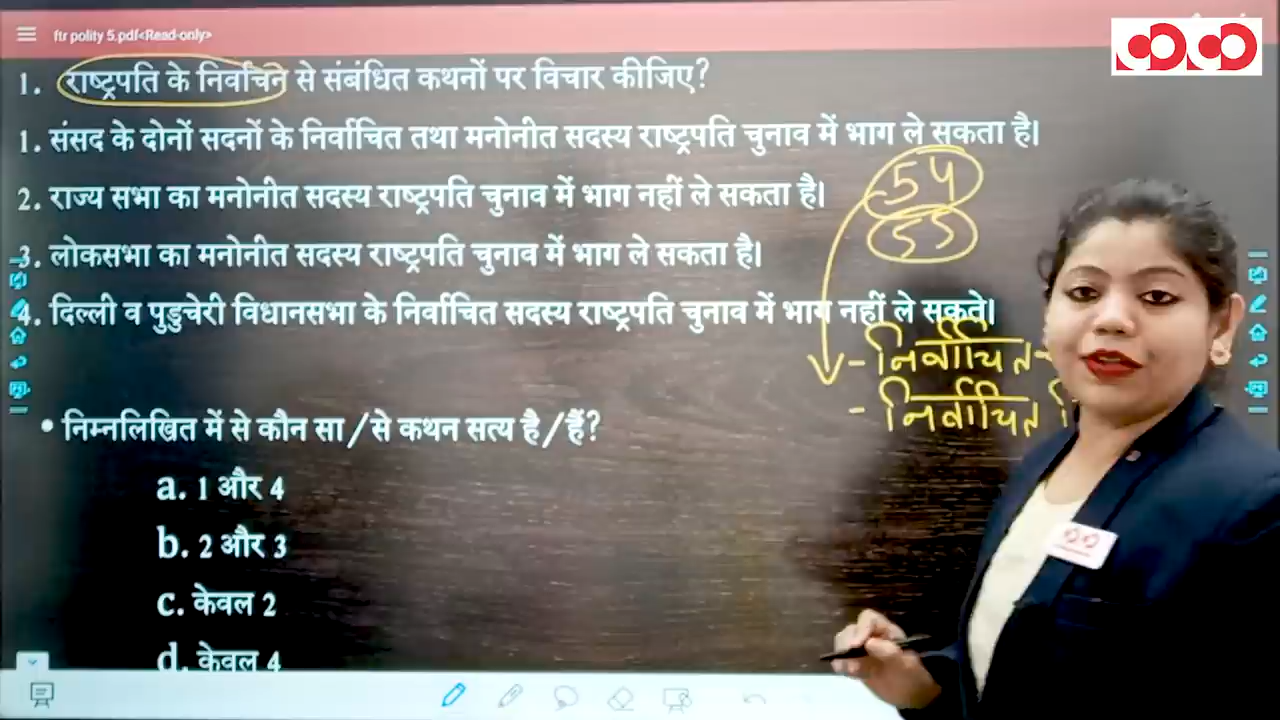 ftr polity 5.pdf<Read-only>
1. राष्ट्रपति के निर्वाचन से संबंधित कथनों पर विचार कीजिए?
1. संसद के दोनों सदनों के निर्वाचित तथा मनोनीत सदस्य राष्ट्रपति चुनाव में भाग ले सकता है।
2. राज्य सभा का मनोनीत सदस्य राष्ट्रपति चुनाव में भाग नहीं ले सकता है।
3. लोकसभा का मनोनीत सदस्य राष्ट्रपति चुनाव में भाग ले सकता है।
4. दिल्ली व पुडुचेरी विधानसभा के निर्वाचित सदस्य राष्ट्रपति चुनाव में भाग नहीं ले सकते।
54
55
- निर्वाचित -
- निर्वाचित
• निम्नलिखित में से कौन सा /से कथन सत्य है/हैं?
a. 1 और 4
b. 2 और 3
c. केवल 2
d. केवल 4